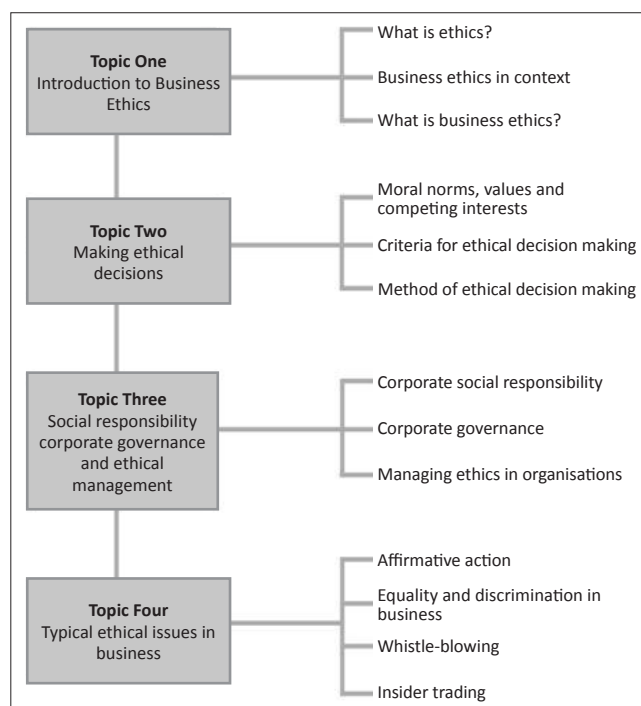 Topic One
Introduction to Business
Ethics
What is ethics?
Business ethics in context
What is business ethics?
Topic Two
Making ethical
decisions
Moral norms, values and
competing interests
Criteria for ethical decision making
Method of ethical decision making
Topic Three
Social responsibility
corporate governance
and ethical
management
Corporate social responsibility
Corporate governance
Managing ethics in organisations
Topic Four
Typical ethical issues in
business
Affirmative action
Equality and discrimination in
business
Whistle-blowing
Insider trading